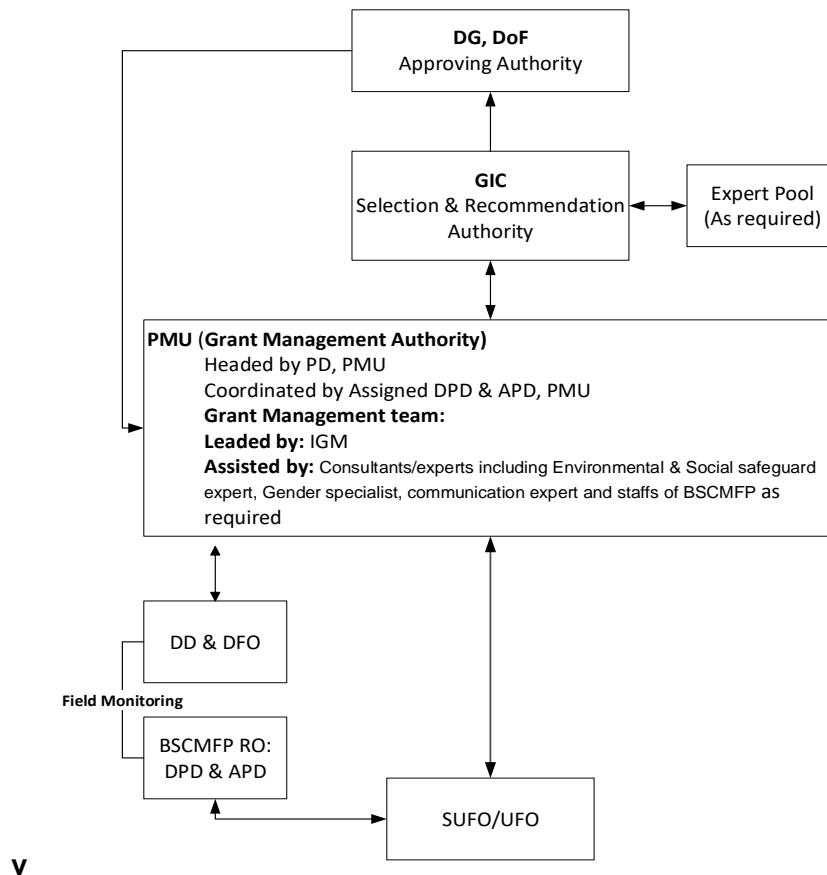 DG, DoF
Approving Authority
GIC
Selection & Recommendation
Authority
Expert Pool
(As required)
PMU (Grant Management Authority)
Headed by PD, PMU
Coordinated by Assigned DPD & APD, PMU
Grant Management team:
Leaded by: IGM
Assisted by: Consultants/experts including Environmental & Social safeguard
expert, Gender specialist, communication expert and staffs of BSCMFP as
required
DD & DFO
Field Monitoring
BSCMFP RO:
DPD & APD
SUFO/UFO
v